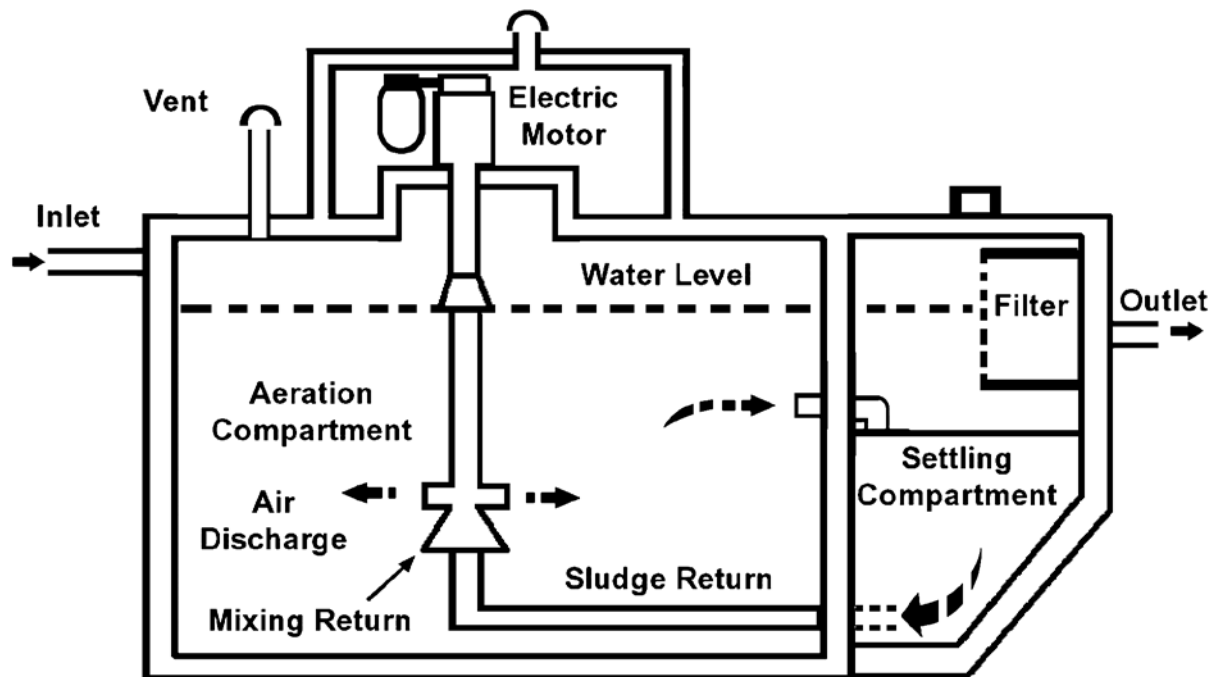 Vent
Electric
Motor
Inlet
Water Level
Filter
Outlet
Aeration
Compartment
Settling
Compartment
Air
Discharge
Sludge Return
Mixing Return